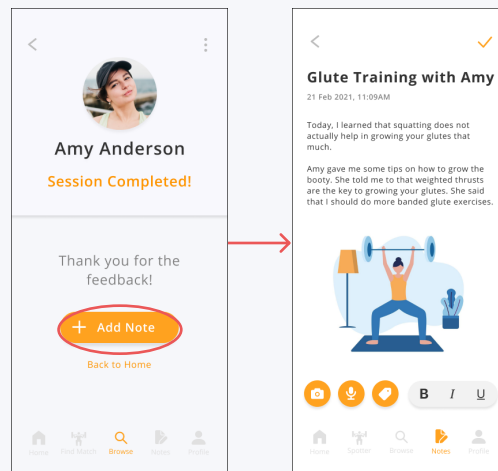 Amy Anderson
Session Completed!
Thank you for the
feedback!
+ Add Note
Back to Home
Home Find Match Browse Notes Profile
Glute Training with Amy
21 Feb 2021, 11:09AM
Today, I learned that squatting does not
actually help in growing your glutes that
much.
Amy gave me some tips on how to grow the
booty. She told me to that weighted thrusts
are the key to growing your glutes. She said
that I should do more banded glute exercises.
B I U
Home Spotter Browse Notes Profile